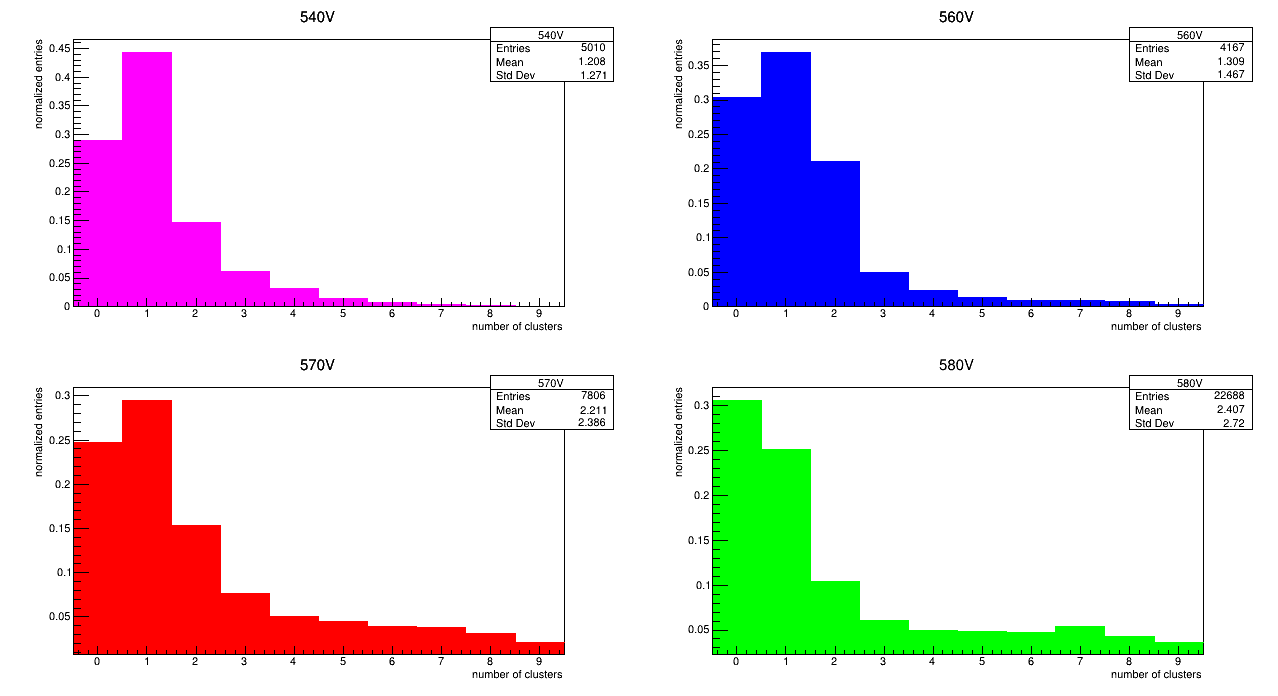 540V
540V
Entries 5010
Mean 1.208
Std Dev 1.271
normalized entries
0.45
0.4
0.35
0.3
0.25
0.2
0.15
0.1
0.05
0
0 1 2 3 4 5 6 7 8 9
number of clusters
560V
560V
Entries 4167
Mean 1.309
Std Dev 1.467
normalized entries
0.35
0.3
0.25
0.2
0.15
0.1
0.05
0
0 1 2 3 4 5 6 7 8 9
number of clusters
570V
570V
Entries 7806
Mean 2.211
Std Dev 2.386
normalized entries
0.3
0.25
0.2
0.15
0.1
0.05
0 1 2 3 4 5 6 7 8 9
number of clusters
580V
580V
Entries 22688
Mean 2.407
Std Dev 2.72
normalized entries
0.3
0.25
0.2
0.15
0.1
0.05
0 1 2 3 4 5 6 7 8 9
number of clusters